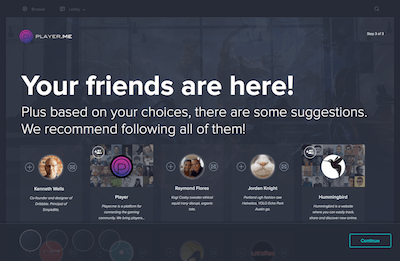 Browse
Lobby
PLAYER.ME
Step 3 of 3
Your friends are here!
Plus based on your choices, there are some suggestions.
We recommend following all of them!
Kenneth Wells
Co-founder and designer of
Dribbble. Principal of
Simplebits.
Player
Player.me is a platform for
connecting the gaming
community. We bring players...
Raymond Flores
Yegi Cosby sweater ethical
squid irony disrupt, organic
tote.
Jordan Knight
Portland ugh fashion axe
Helvetica, YOLO Echo Park
Austin gu.
Hummingbird
Hummingbird is a website
where you can easily track,
share and discover new anime.
Continue